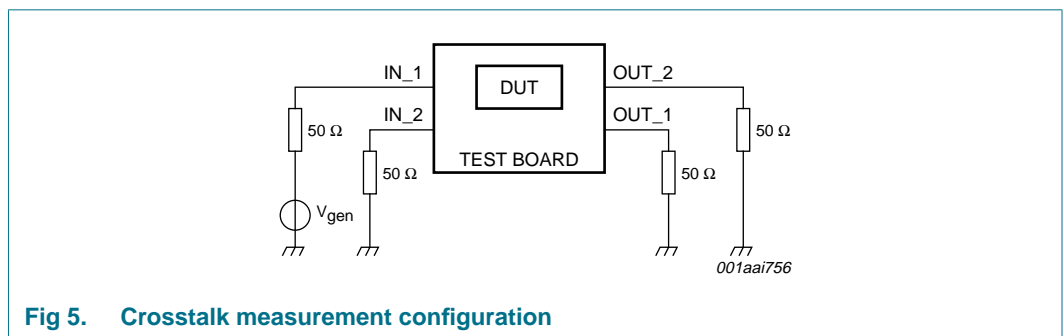 IN_1
OUT_2
DUT
IN_2
OUT_1
50 Ω
50 Ω
TEST BOARD
50 Ω
50 Ω
Vgen
001aai756
Fig 5. Crosstalk measurement configuration